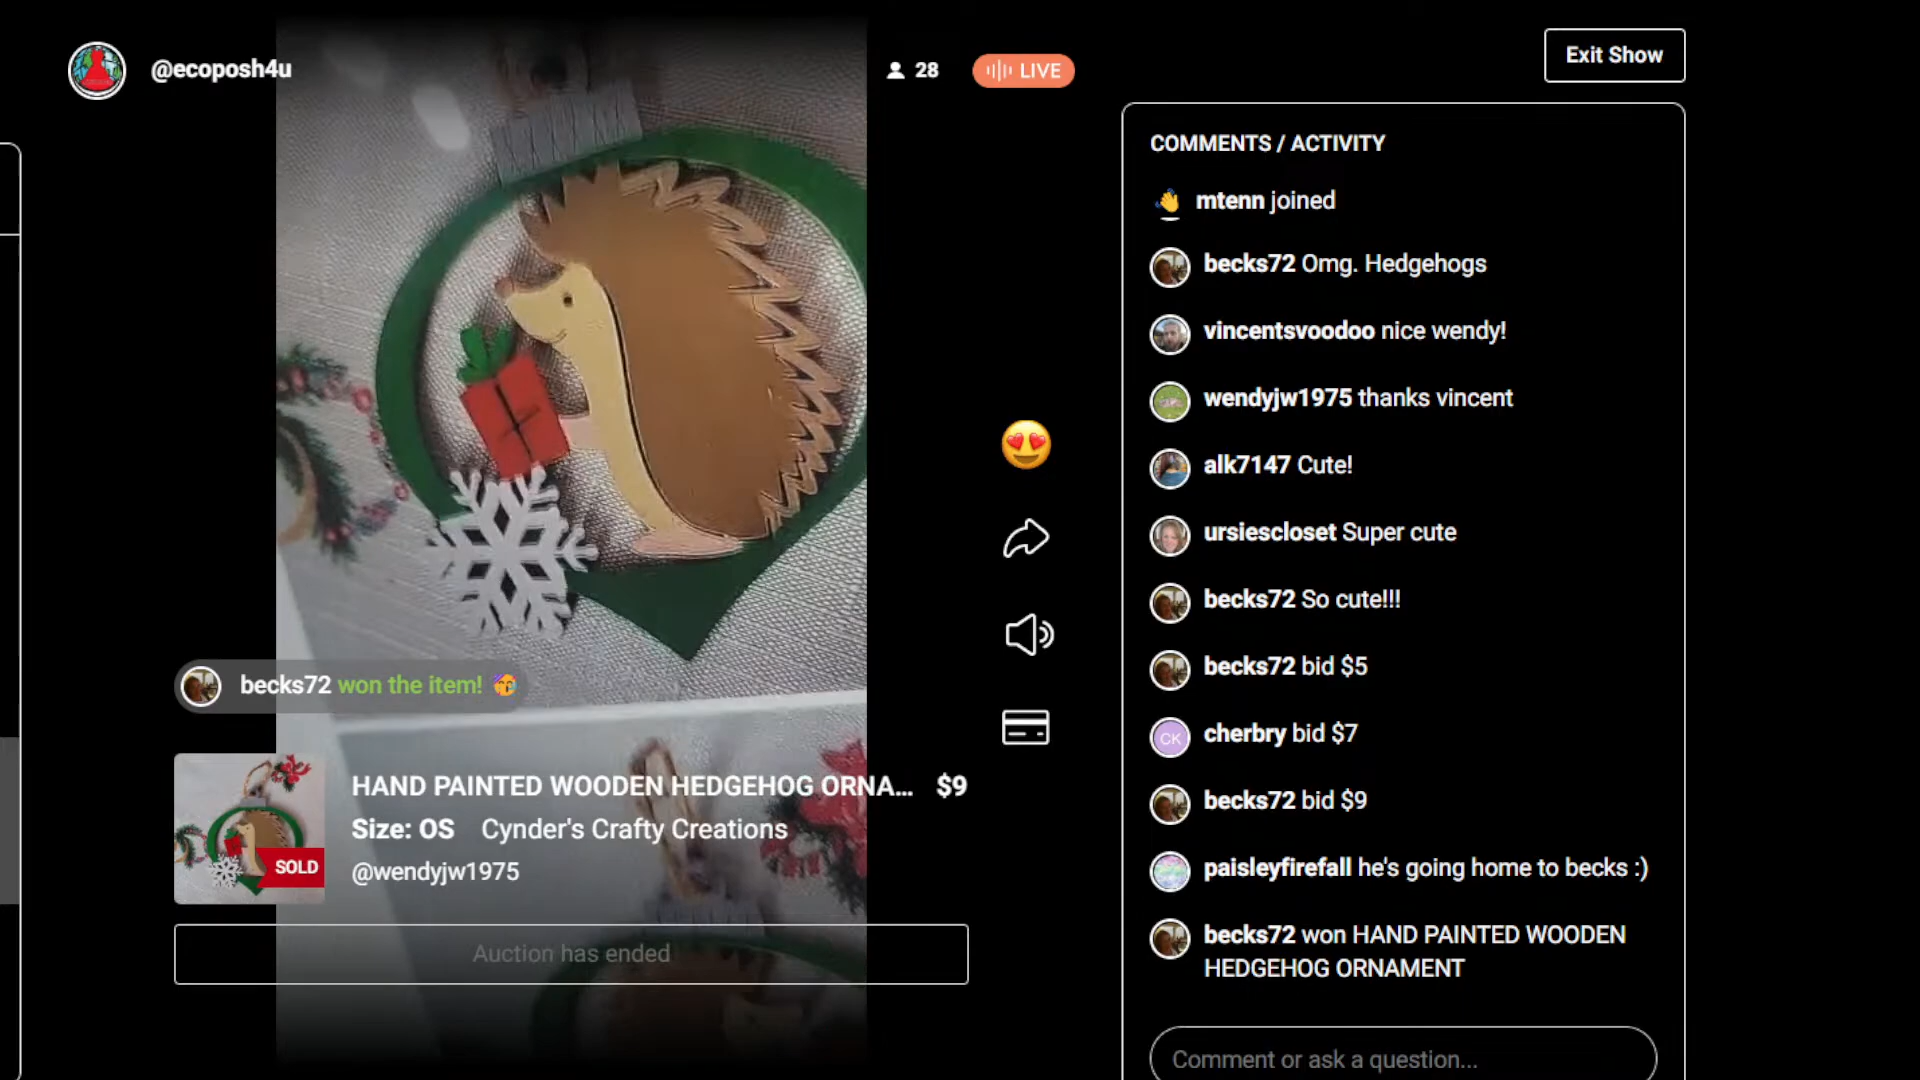 @ecoposh4u
28
LIVE
Exit Show
COMMENTS / ACTIVITY
mtenn joined
becks72 Omg. Hedgehogs
vincentsvoodoo nice wendy!
wendyjw1975 thanks vincent
alk7147 Cute!
ursiescloset Super cute
becks72 So cute!!!
becks72 bid $5
CK
cherbry bid $7
becks72 bid $9
paisleyfirefall he's going home to becks :)
becks72 won HAND PAINTED WOODEN
HEDGEHOG ORNAMENT
Comment or ask a question...
becks72 won the item!
SOLD
HAND PAINTED WOODEN HEDGEHOG ORNA... $9
Size: OS Cynder's Crafty Creations
@wendyjw1975
Auction has ended